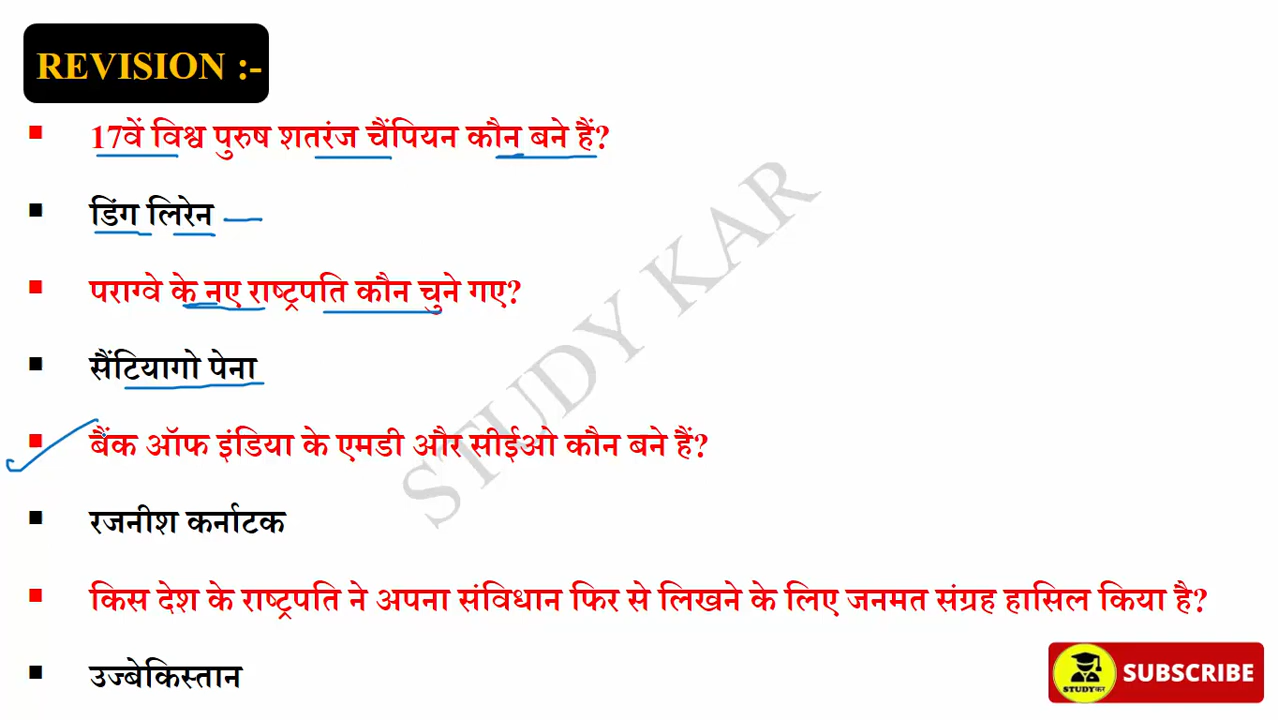 REVISION :-
17वें विश्व पुरुष शतरंज चैंपियन कौन बने हैं?
डिंग लिरेन
पराग्वे के नए राष्ट्रपति कौन चुने गए?
सैंटियागो पेना
बैंक ऑफ इंडिया के एमडी और सीईओ कौन बने हैं?
रजनीश कर्नाटक
किस देश के राष्ट्रपति ने अपना संविधान फिर से लिखने के लिए जनमत संग्रह हासिल किया है?
उज्बेकिस्तान
STUDY KAR
STUDYकर
SUBSCRIBE